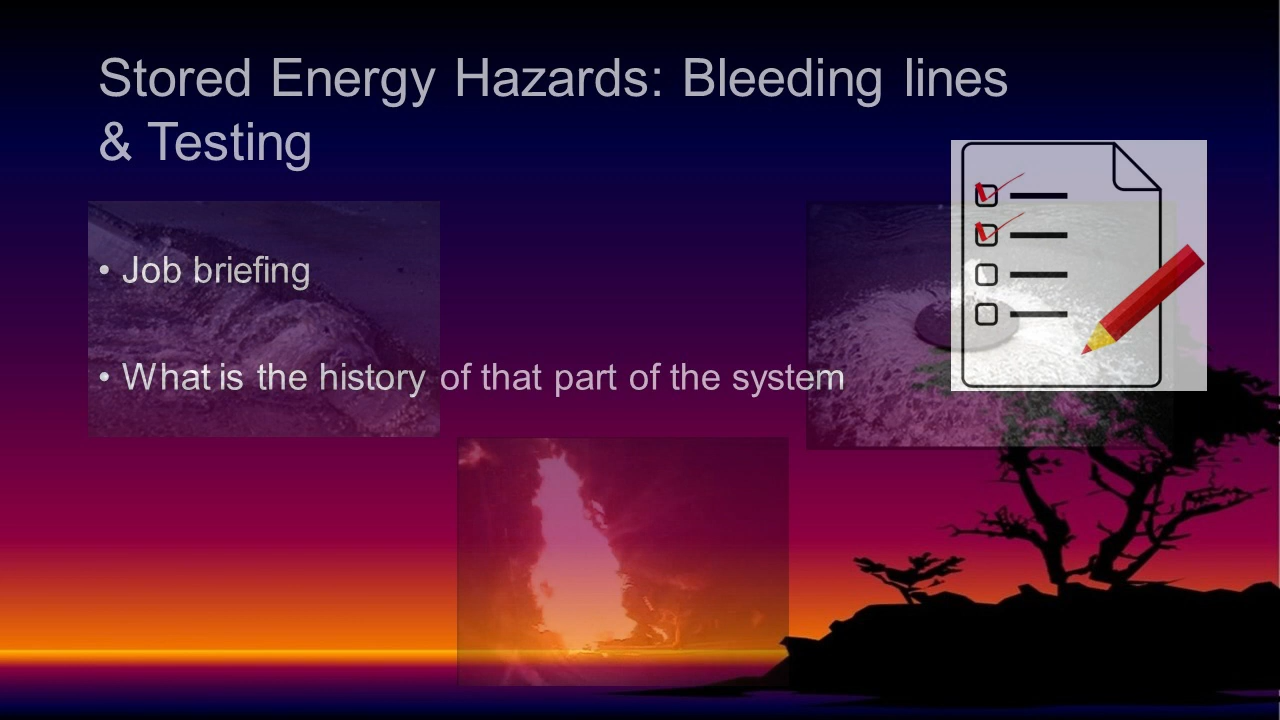 Stored Energy Hazards: Bleeding lines
& Testing
• Job briefing
• What is the history of that part of the system